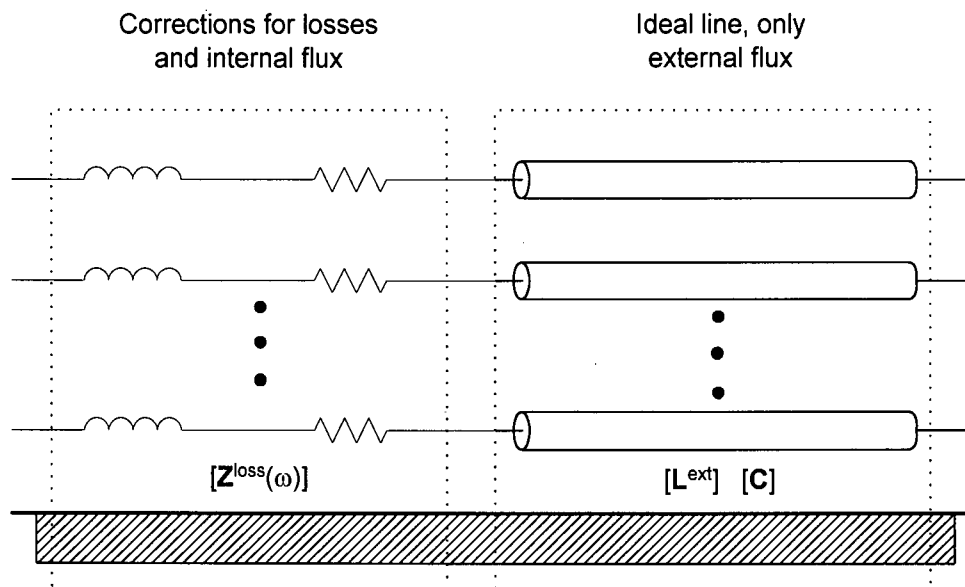 Corrections for losses
and internal flux
Ideal line, only
external flux
[Z^loss(ω)]
[L^ext] [C]